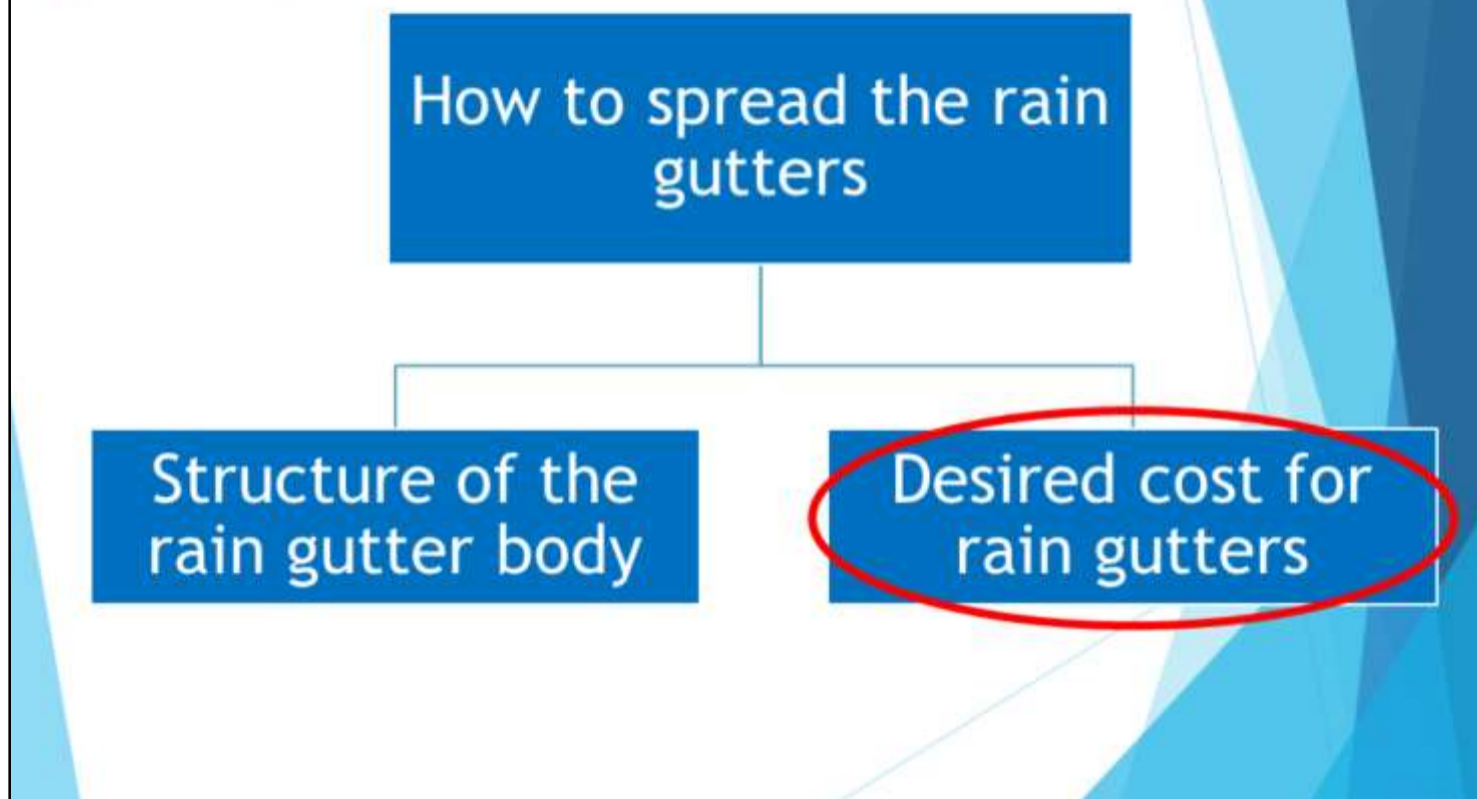 How to spread the rain
gutters
Structure of the
rain gutter body
Desired cost for
rain gutters